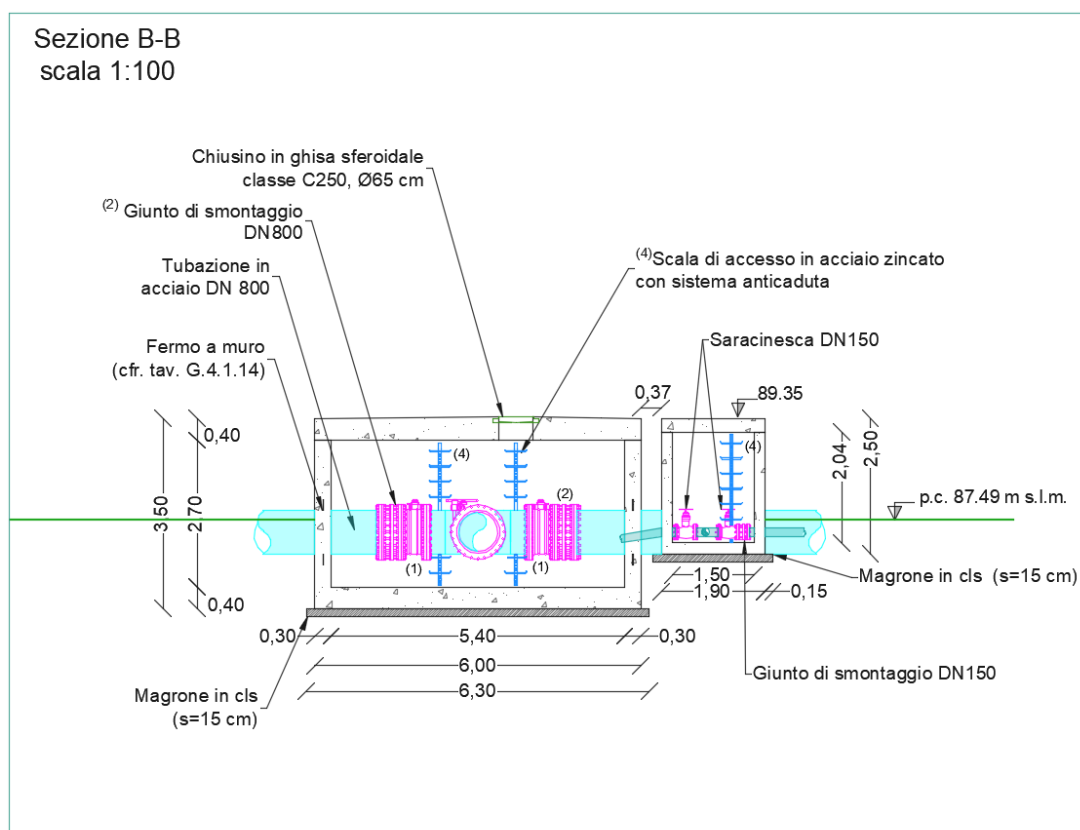 Sezione B-B
scala 1:100
Chiusino in ghisa sferoidale
classe C250, Ø65 cm
(2) Giunto di smontaggio
DN800
(4)Scala di accesso in acciaio zincato
con sistema anticaduta
Tubazione in
acciaio DN 800
Fermo a muro
(cfr. tav. G.4.1.14)
Saracinesca DN150
0,37
89.35
0,40
3,50
2,70
0,40
(4)
(2)
(1)
(1)
(4)
2,04
2,50
p.c. 87.49 m s.l.m.
1,50
1,90
0,15
Magrone in cls (s=15 cm)
0,30
5,40
0,30
6,00
6,30
Giunto di smontaggio DN150
Magrone in cls
(s=15 cm)